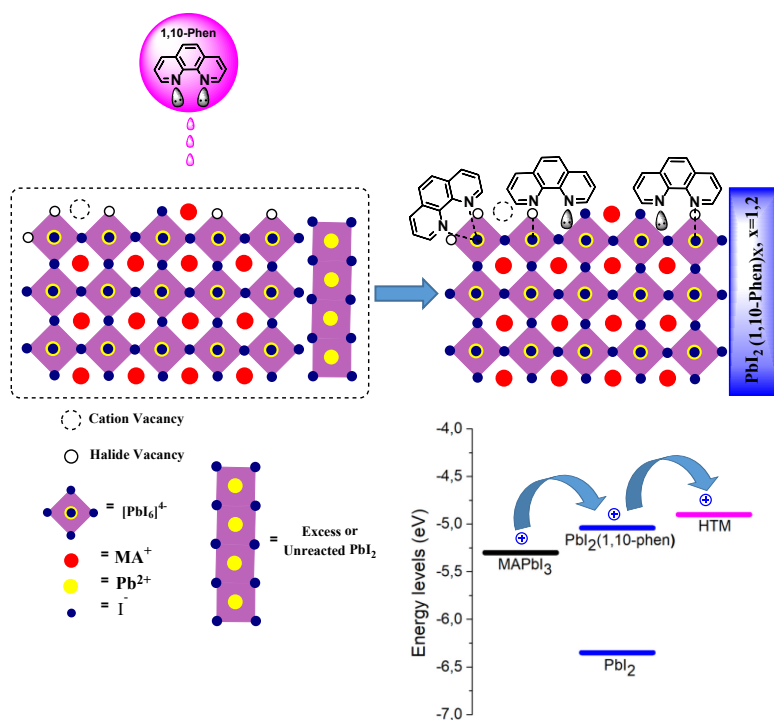 1,10-Phen
N N
N
N
N N
N N
PbI₂ (1,10-Phen)x, x=1,2
Cation Vacancy
Halide Vacancy
= [PbI₆]⁴⁻
= MA⁺
= Pb²⁺
= I⁻
= Excess or
Unreacted PbI₂
Energy levels (eV)
-4,0
-4,5
-5,0
-5,5
-6,0
-6,5
-7,0
MAPbI₃
PbI₂(1,10-phen)
HTM
PbI₂